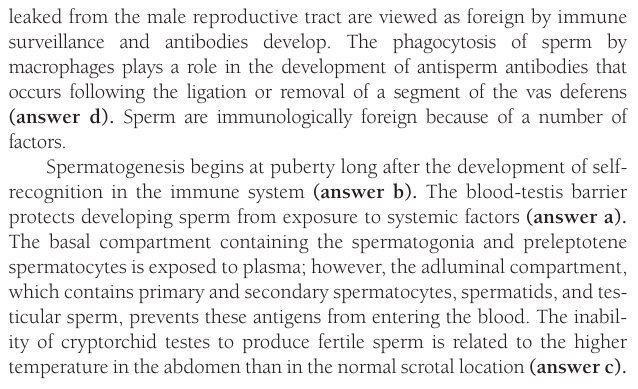 leaked from the male reproductive tract are viewed as foreign by immune
surveillance and antibodies develop. The phagocytosis of sperm by
macrophages plays a role in the development of antisperm antibodies that
occurs following the ligation or removal of a segment of the vas deferens
(answer d). Sperm are immunologically foreign because of a number of
factors.
Spermatogenesis begins at puberty long after the development of self-
recognition in the immune system (answer b). The blood-testis barrier
protects developing sperm from exposure to systemic factors (answer a).
The basal compartment containing the spermatogonia and preleptotene
spermatocytes is exposed to plasma; however, the adluminal compartment,
which contains primary and secondary spermatocytes, spermatids, and tes-
ticular sperm, prevents these antigens from entering the blood. The inabil-
ity of cryptorchid testes to produce fertile sperm is related to the higher
temperature in the abdomen than in the normal scrotal location (answer c).